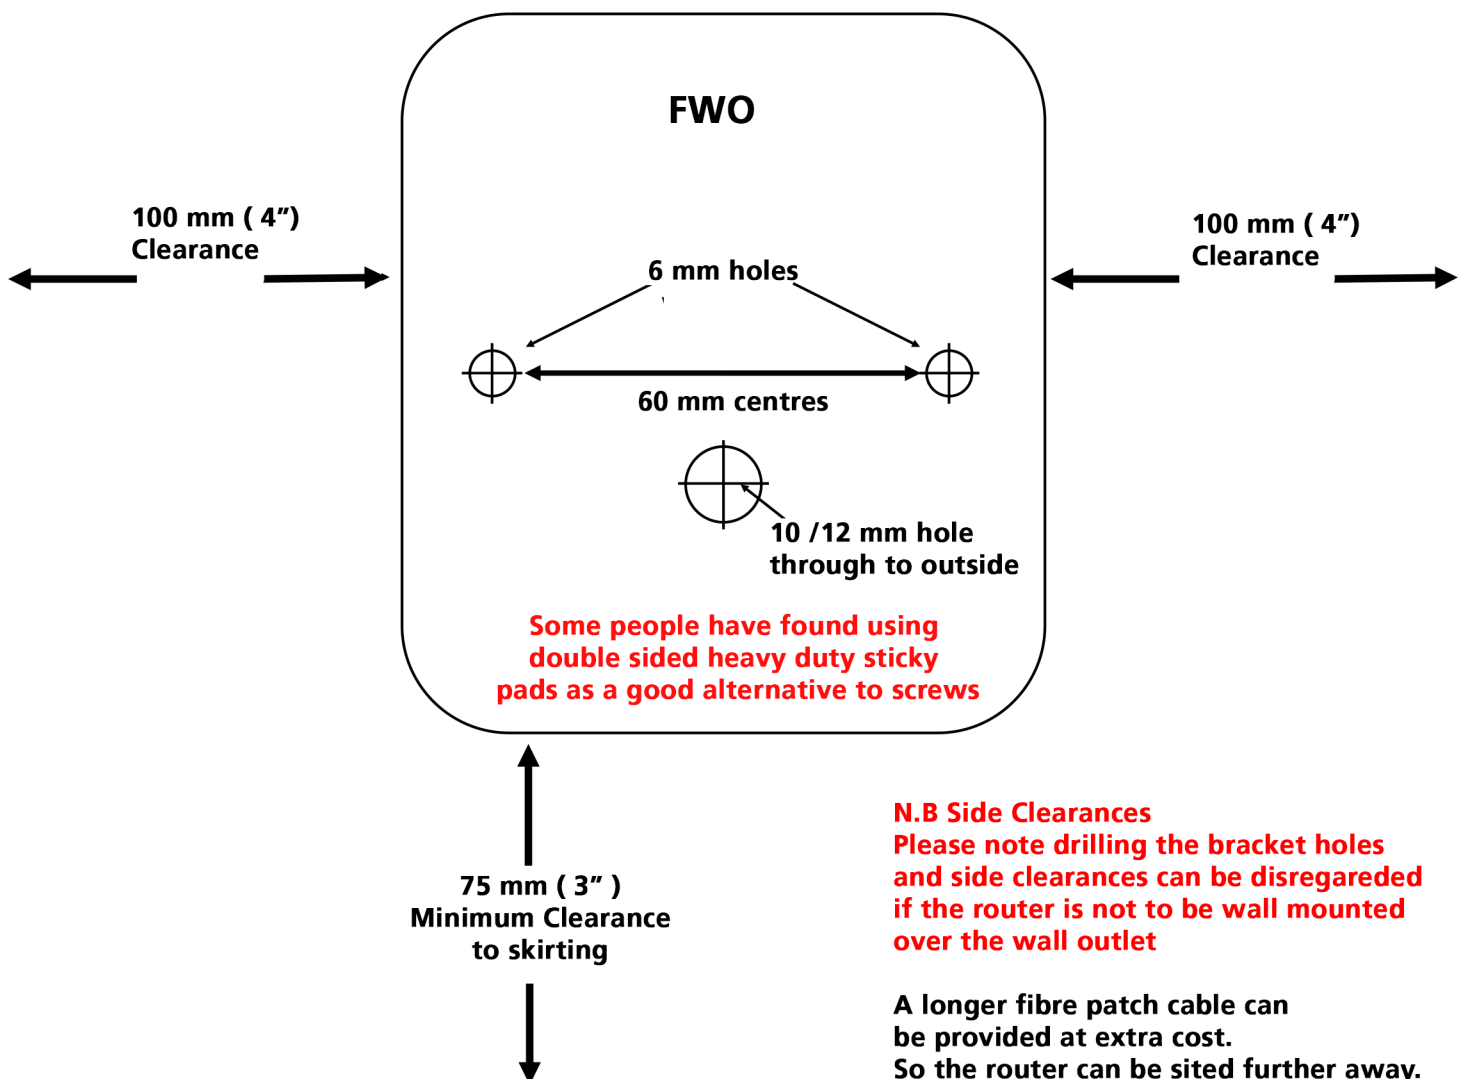 FWO
100 mm ( 4”)
Clearance
100 mm ( 4”)
Clearance
6 mm holes
60 mm centres
10 /12 mm hole
through to outside
Some people have found using
double sided heavy duty sticky
pads as a good alternative to screws
75 mm ( 3” )
Minimum Clearance
to skirting
N.B Side Clearances
Please note drilling the bracket holes
and side clearances can be disregareded
if the router is not to be wall mounted
over the wall outlet
A longer fibre patch cable can
be provided at extra cost.
So the router can be sited further away.